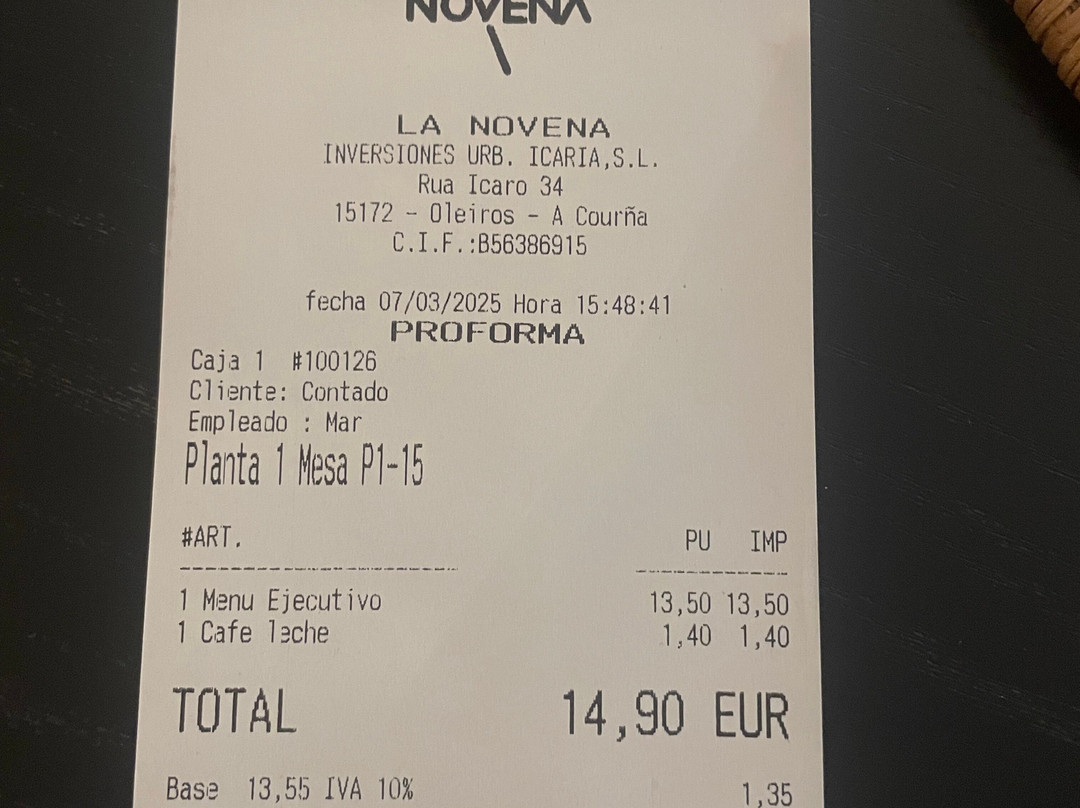 NOVENA
LA NOVENA
INVERSIONES URB. ICARIA,S.L.
Rua Icaro 34
15172 - Oleiros - A Courña
C.I.F.:B56386915
fecha 07/03/2025 Hora 15:48:41
PROFORMA
Caja 1 #100126
Cliente: Contado
Empleado : Mar
Planta 1 Mesa P1-15
#ART. PU IMP
1 Menu Ejecutivo 13,50 13,50
1 Cafe leche 1,40 1,40
TOTAL 14,90 EUR
Base 13,55 IVA 10% 1,35